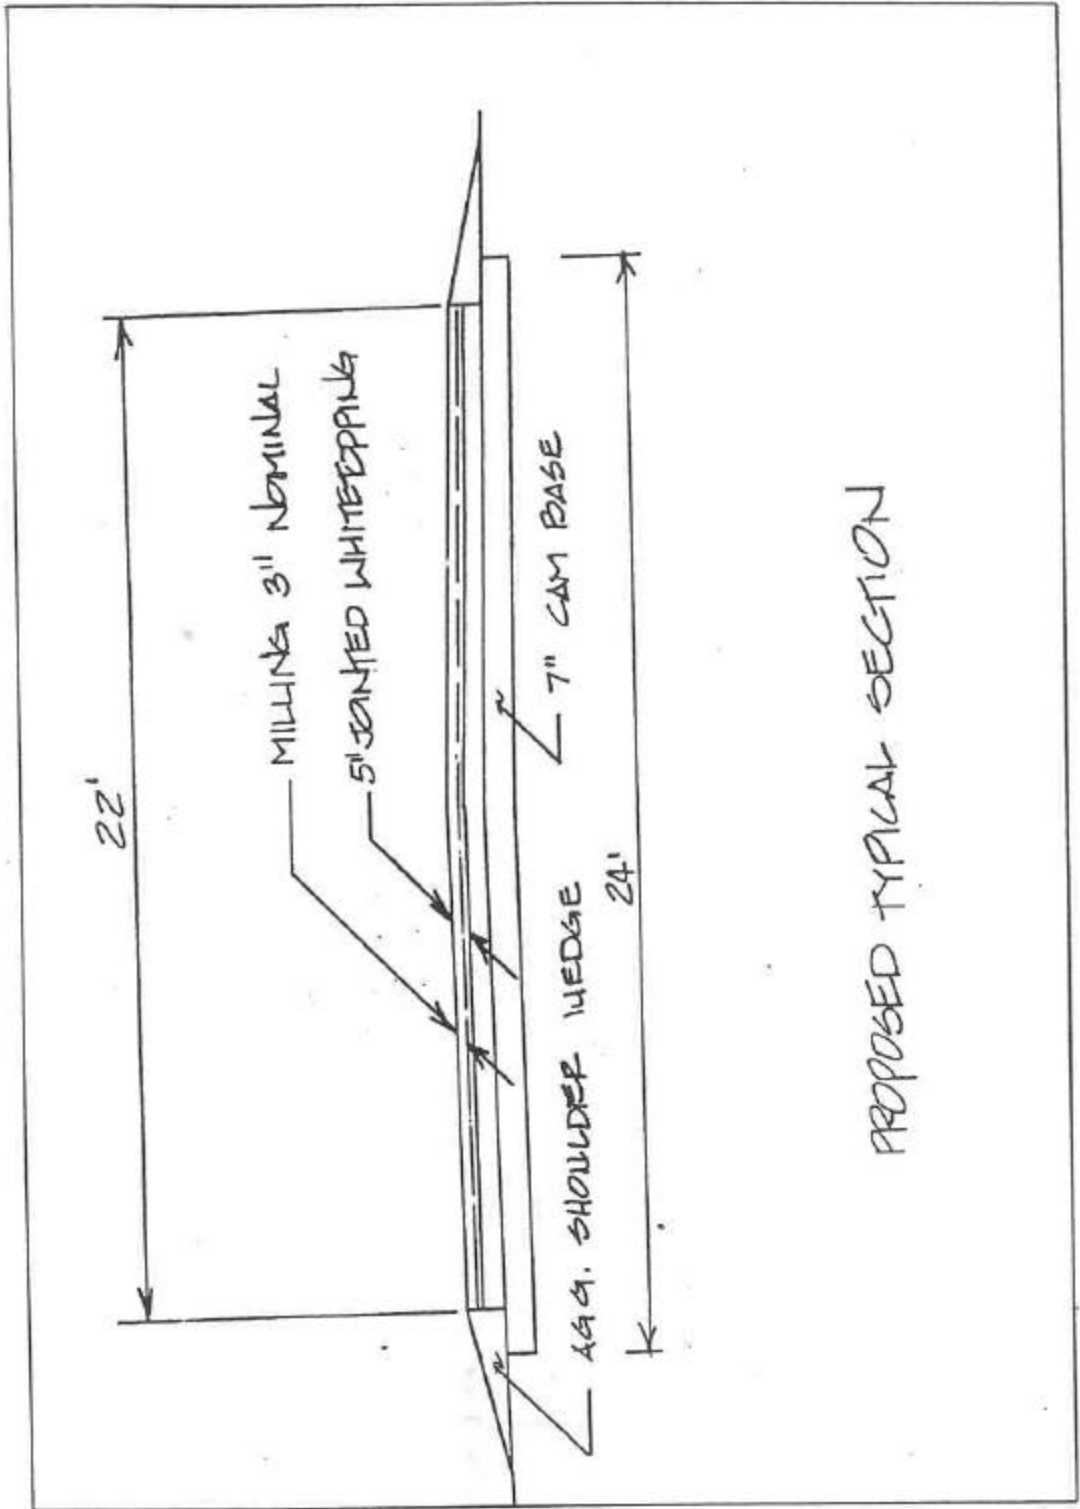 22'
MILLING 3" NOMINAL
5" JOINTED WHITETOPPING
7" CAM BASE
AGG. SHOULDER WEDGE
24'
PROPOSED TYPICAL SECTION